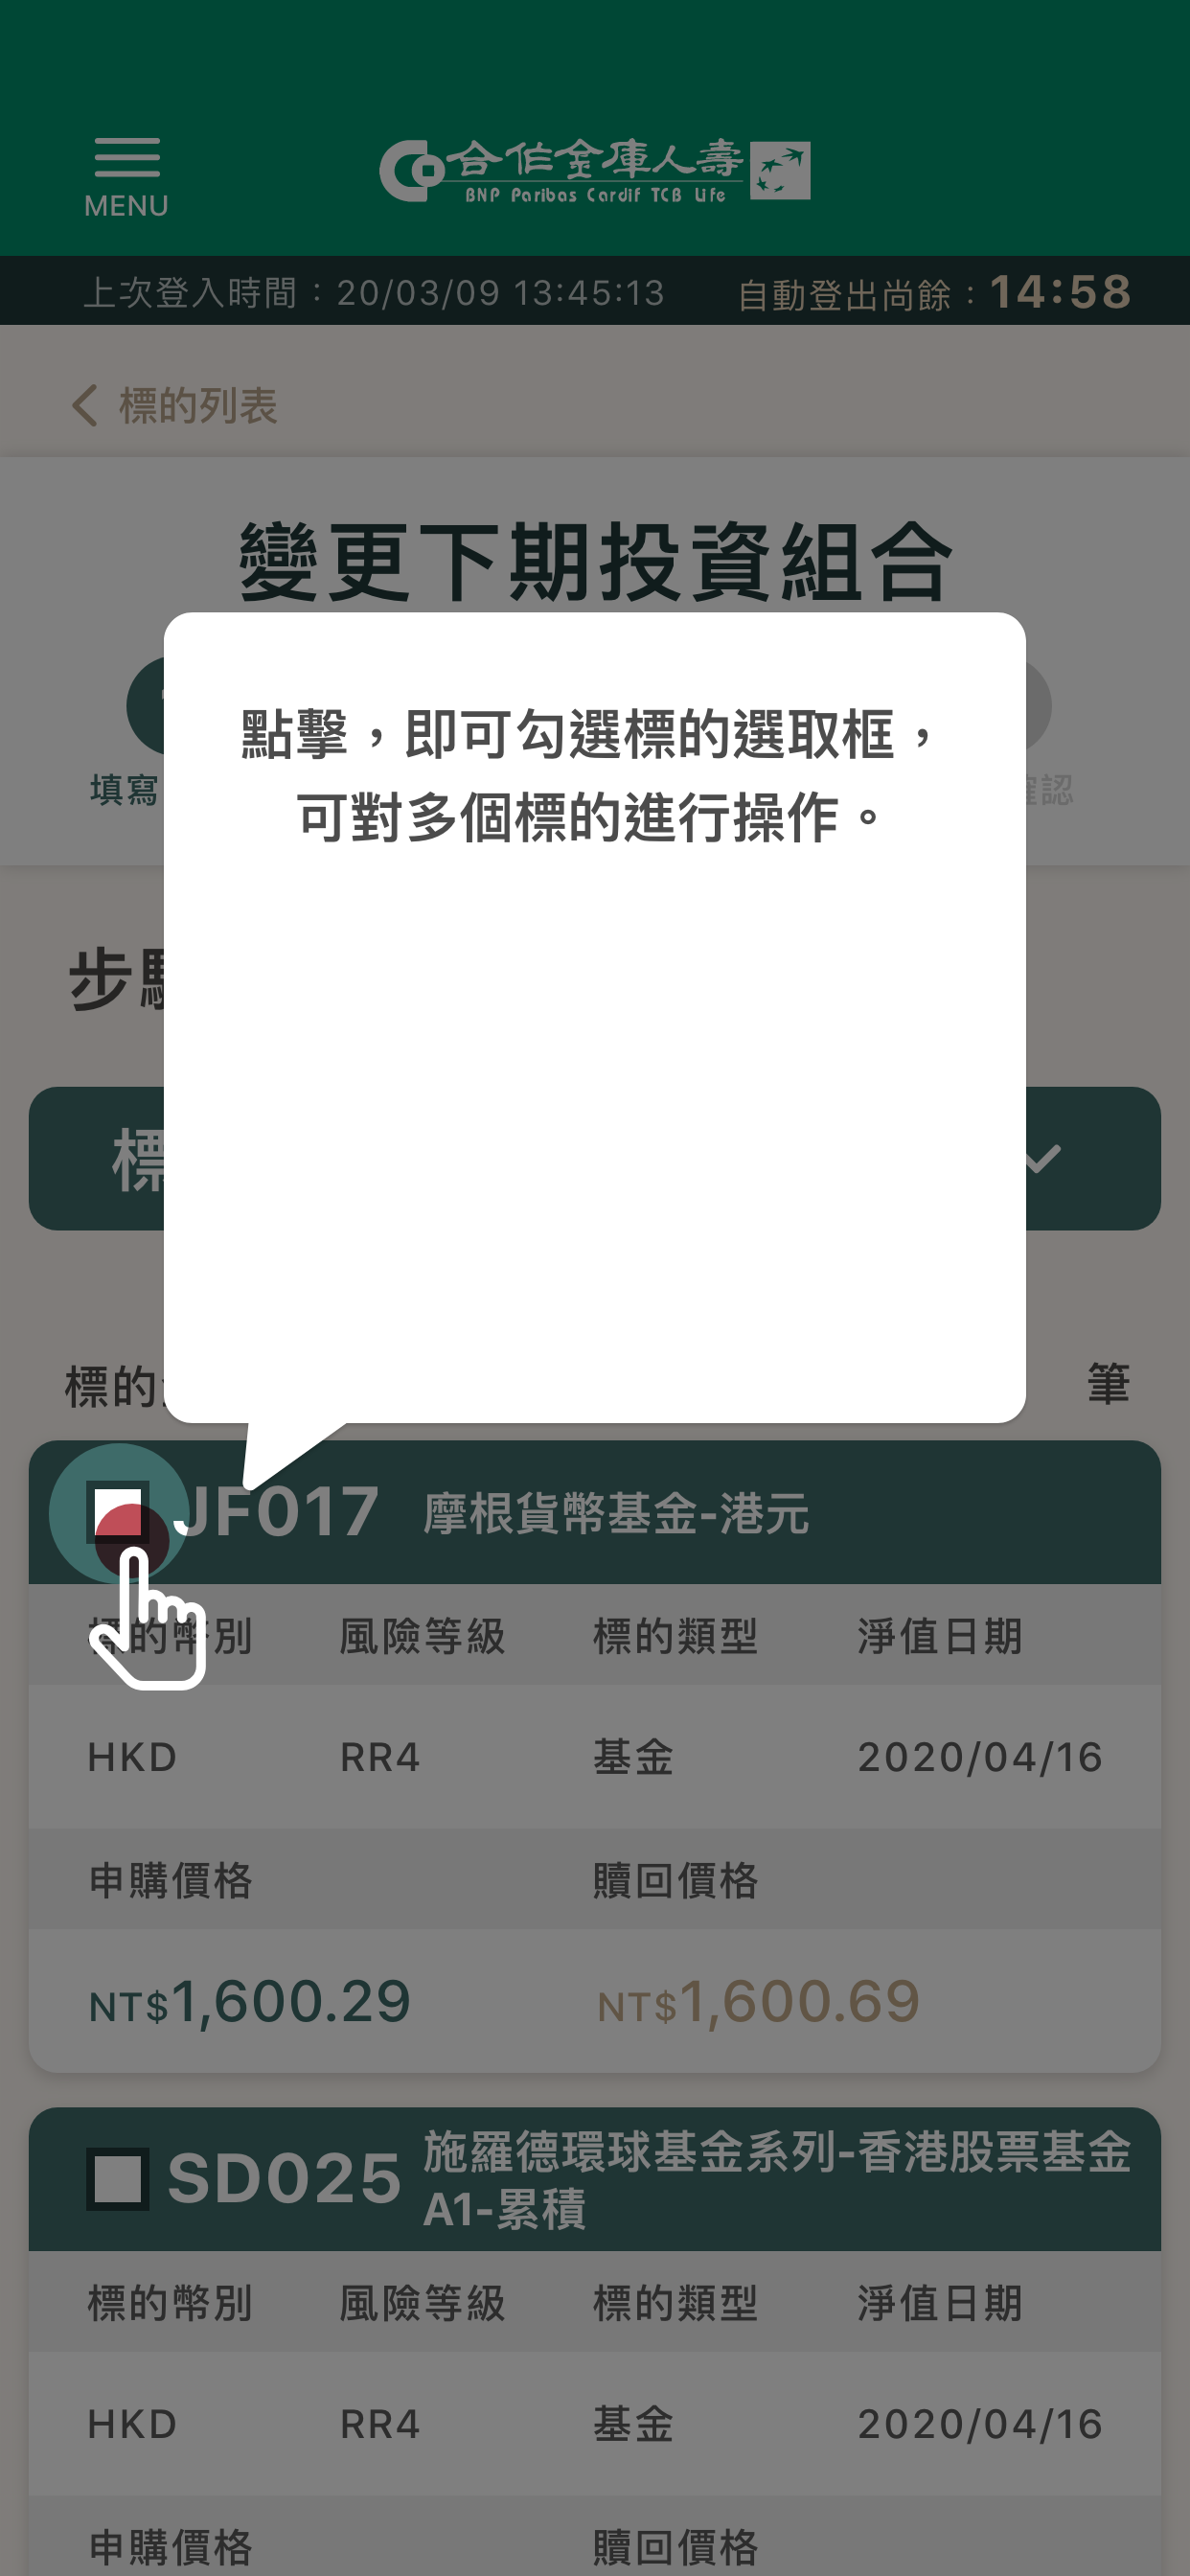 MENU
合作金庫人壽
BNP Paribas Cardif TCB Life
上次登入時間：20/03/09 13:45:13
自動登出尚餘：14:58
標的列表
變更下期投資組合
填寫
確認
點擊，即可勾選標的選取框，
可對多個標的進行操作。
步
標
標的
筆
JF017 摩根貨幣基金-港元
標的幣別 風險等級 標的類型 淨值日期
HKD RR4 基金 2020/04/16
申購價格 贖回價格
NT$1,600.29 NT$1,600.69
SD025 施羅德環球基金系列-香港股票基金
A1-累積
標的幣別 風險等級 標的類型 淨值日期
HKD RR4 基金 2020/04/16
申購價格 贖回價格